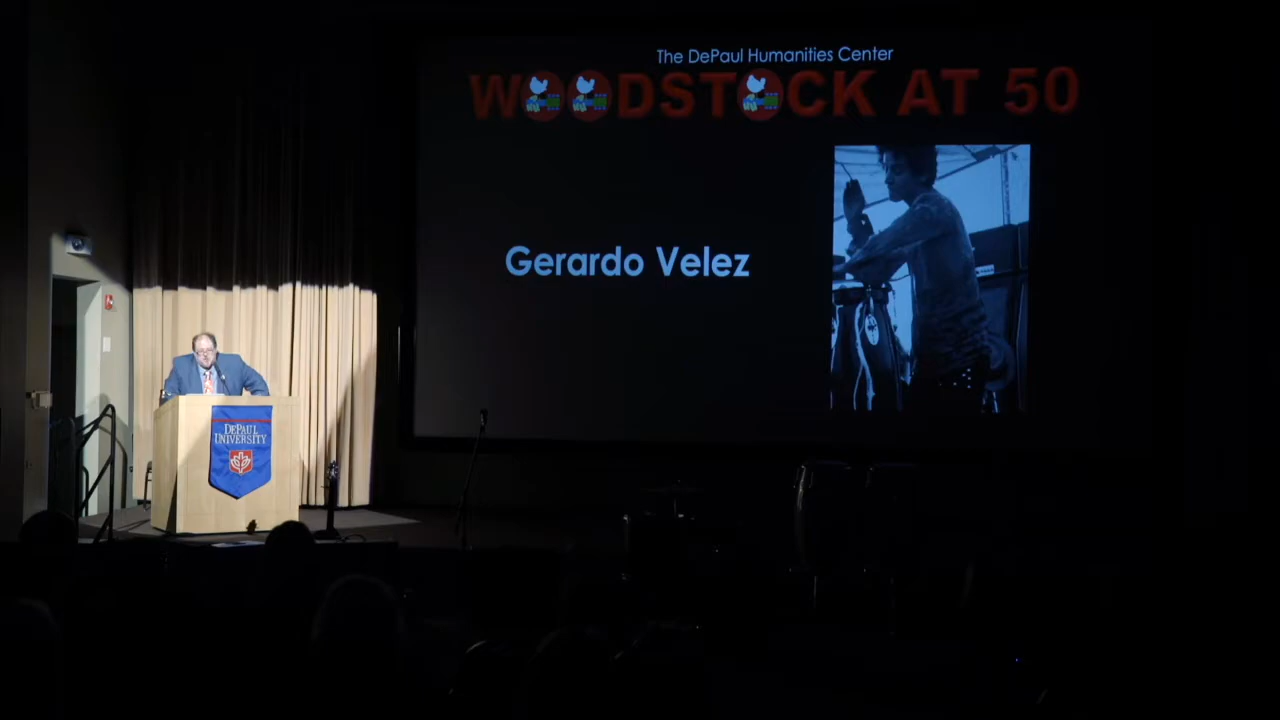 The DePaul Humanities Center
WOODSTOCK AT 50
Gerardo Velez
DEPAUL
UNIVERSITY